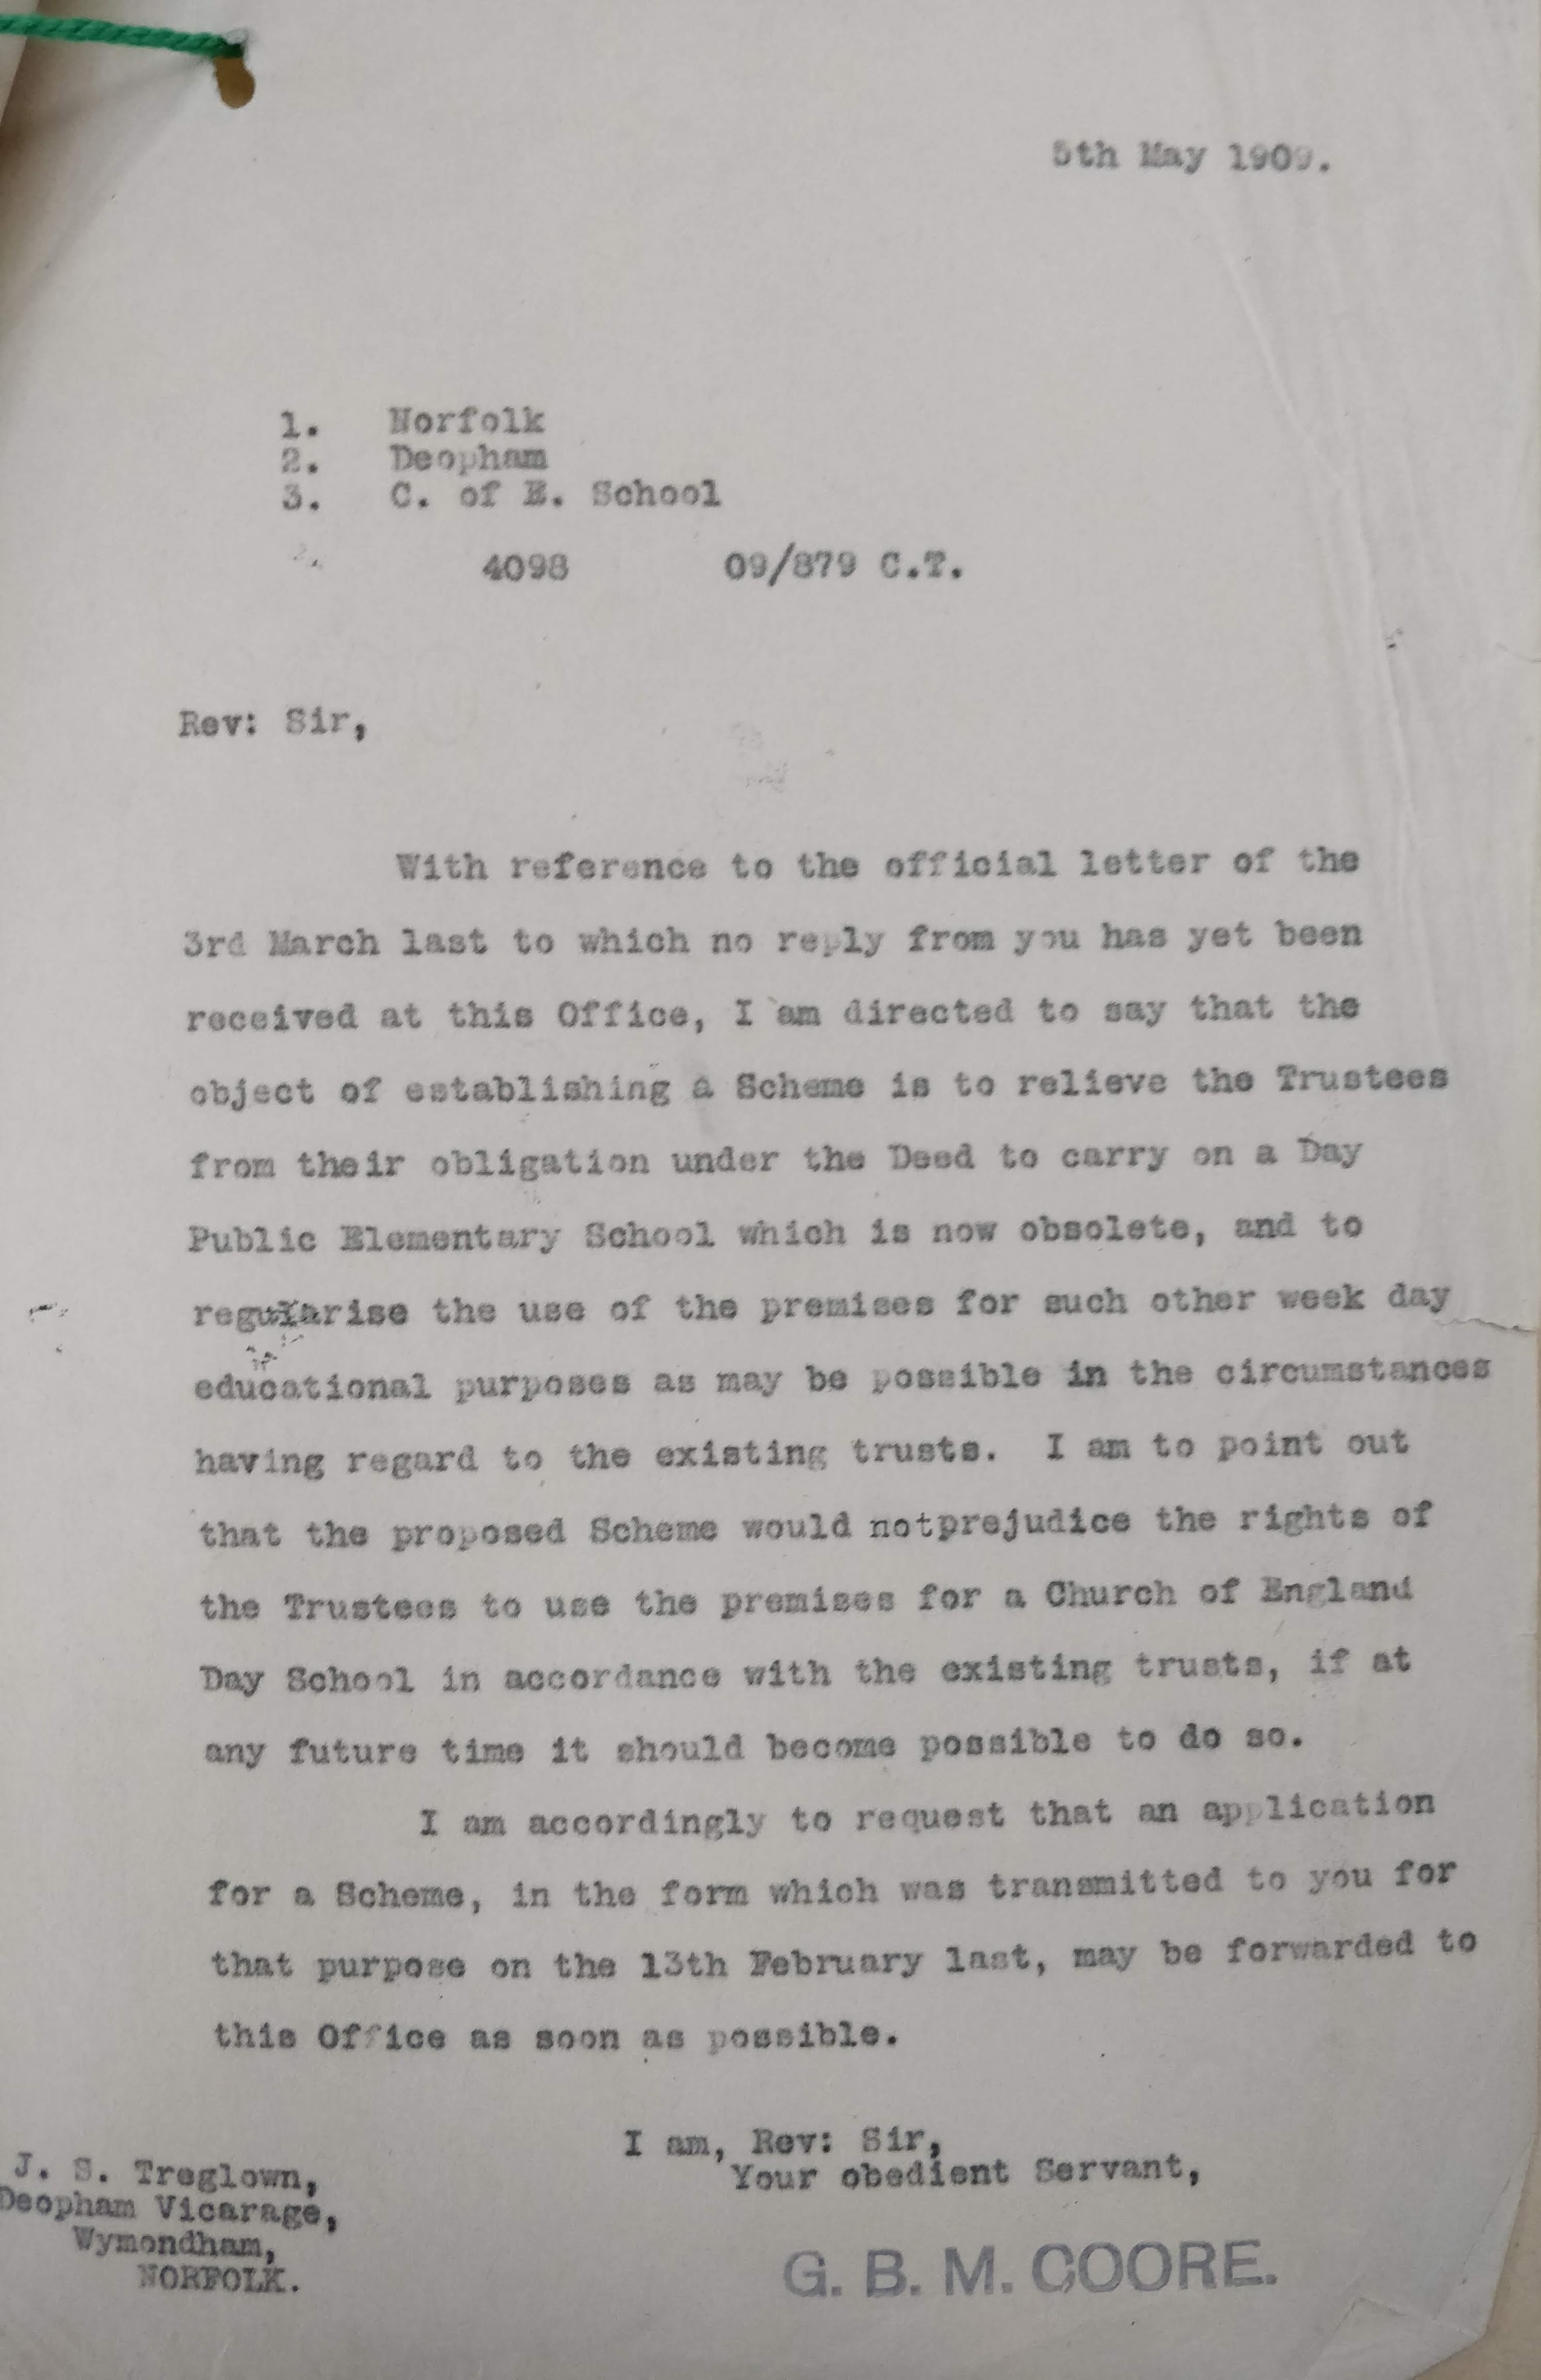 5th May 1909.
1. Norfolk
2. Deopham
3. C. of E. School
4098 09/879 C.T.
Rev: Sir,
With reference to the official letter of the
3rd March last to which no reply from you has yet been
received at this Office, I am directed to say that the
object of establishing a Scheme is to relieve the Trustees
from their obligation under the Deed to carry on a Day
Public Elementary School which is now obsolete, and to
regularise the use of the premises for such other week day
educational purposes as may be possible in the circumstances
having regard to the existing trusts. I am to point out
that the proposed Scheme would not prejudice the rights of
the Trustees to use the premises for a Church of England
Day School in accordance with the existing trusts, if at
any future time it should become possible to do so.
I am accordingly to request that an application
for a Scheme, in the form which was transmitted to you for
that purpose on the 13th February last, may be forwarded to
this Office as soon as possible.
I am, Rev: Sir,
Your obedient Servant,
J. S. Treglown,
Deopham Vicarage,
Wymondham,
NORFOLK.
G. B. M. COORE.